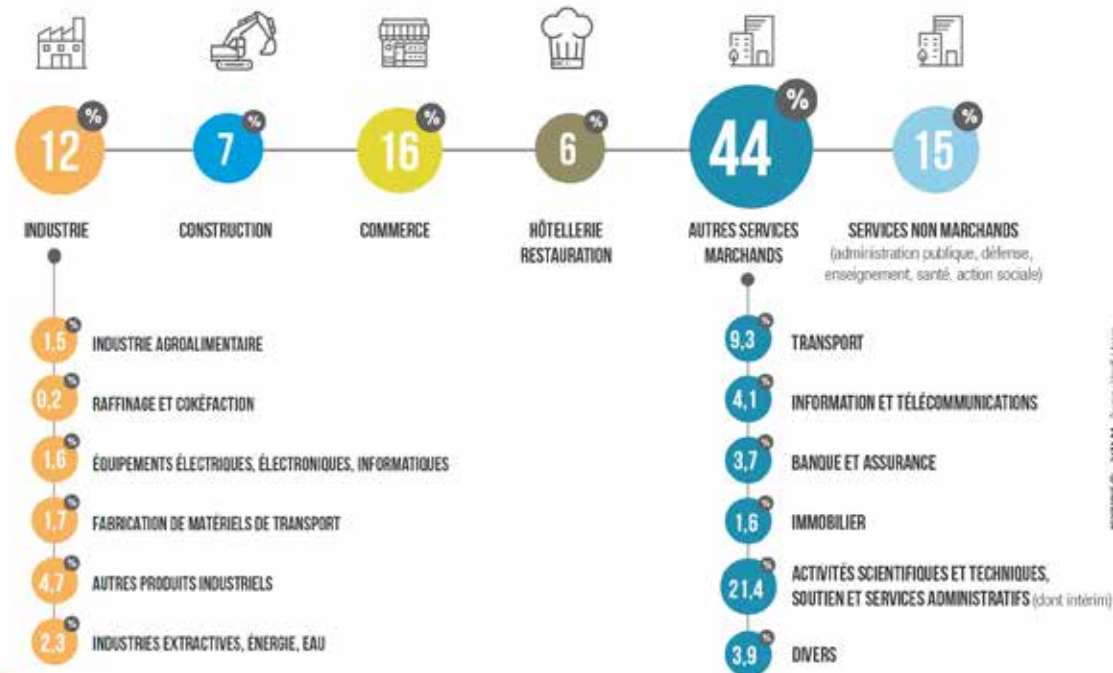 12 %
7 %
16 %
6 %
44 %
15 %
INDUSTRIE
CONSTRUCTION
COMMERCE
HÔTELLERIE
RESTAURATION
AUTRES SERVICES
MARCHANDS
SERVICES NON MARCHANDS
(administration publique, défense,
enseignement, santé, action sociale)
1,5 % INDUSTRIE AGROALIMENTAIRE
0,2 % RAFFINAGE ET COKÉFACTION
1,6 % ÉQUIPEMENTS ÉLECTRIQUES, ÉLECTRONIQUES, INFORMATIQUES
1,7 % FABRICATION DE MATÉRIELS DE TRANSPORT
4,7 % AUTRES PRODUITS INDUSTRIELS
2,3 % INDUSTRIES EXTRACTIVES, ÉNERGIE, EAU
9,3 % TRANSPORT
4,1 % INFORMATION ET TÉLÉCOMMUNICATIONS
3,7 % BANQUE ET ASSURANCE
1,6 % IMMOBILIER
21,4 % ACTIVITÉS SCIENTIFIQUES ET TECHNIQUES,
SOUTIEN ET SERVICES ADMINISTRATIFS (dont intérim)
3,9 % DIVERS